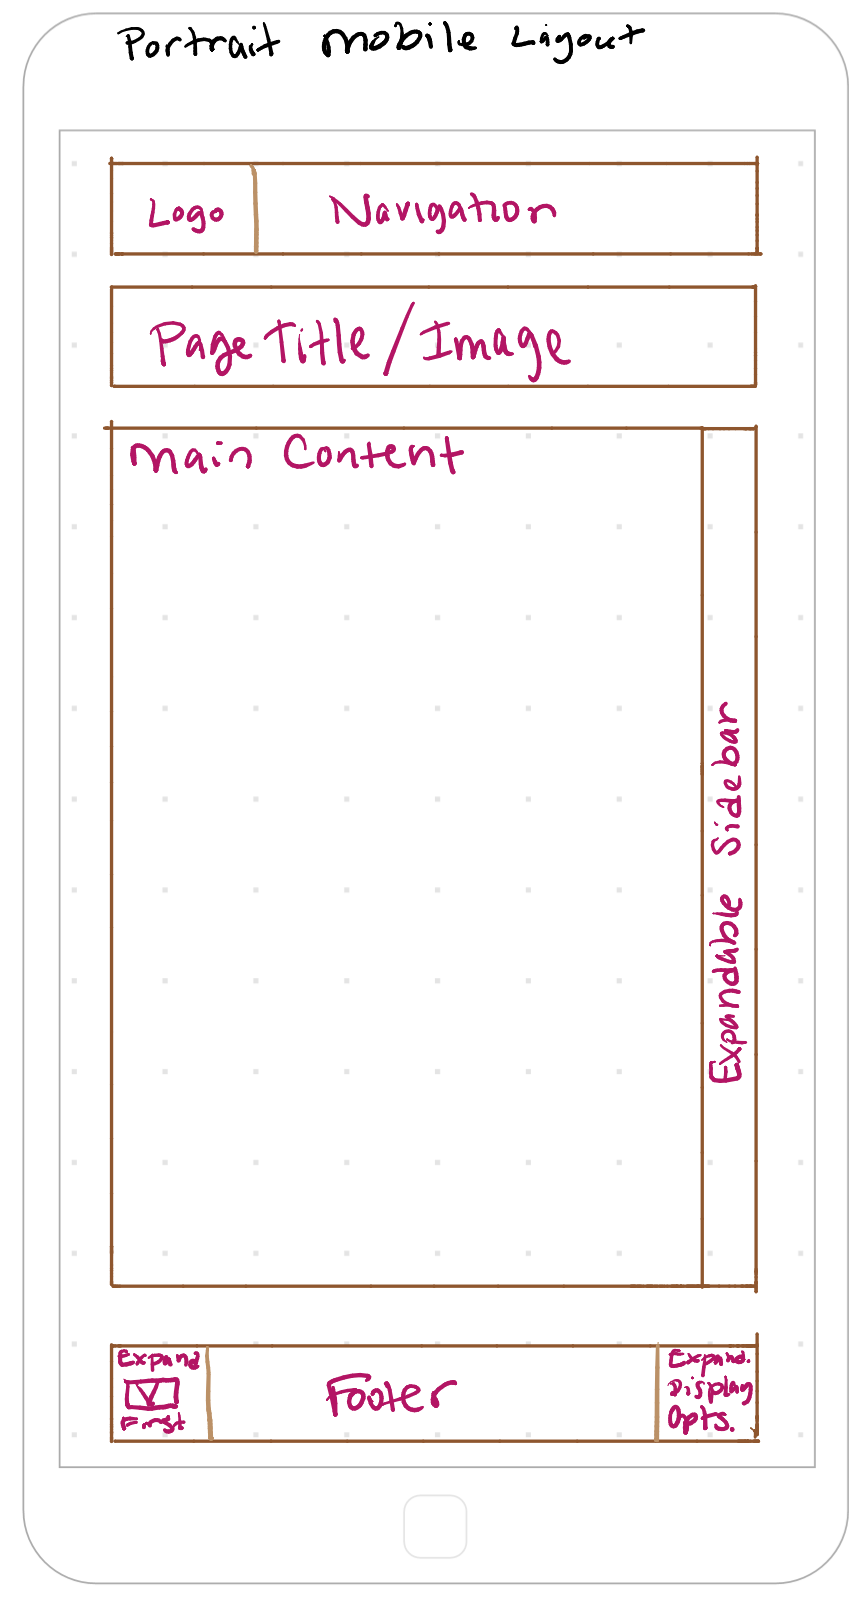 Portrait Mobile Layout
Logo Navigation
Page Title / Image
Main Content
Expandable Sidebar
Expand
First
Footer
Expand.
Display
Opts.